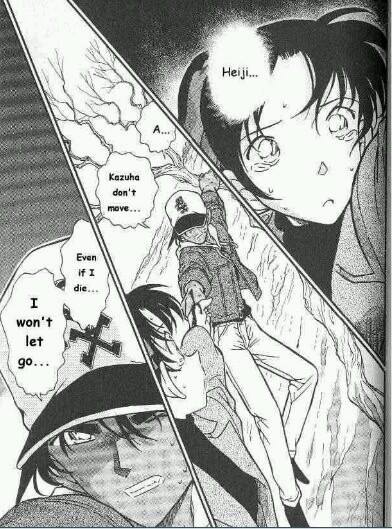 Heiji...
A...
Kazuha
don't
move...
Even
if I
die...
I
won't
let
go...